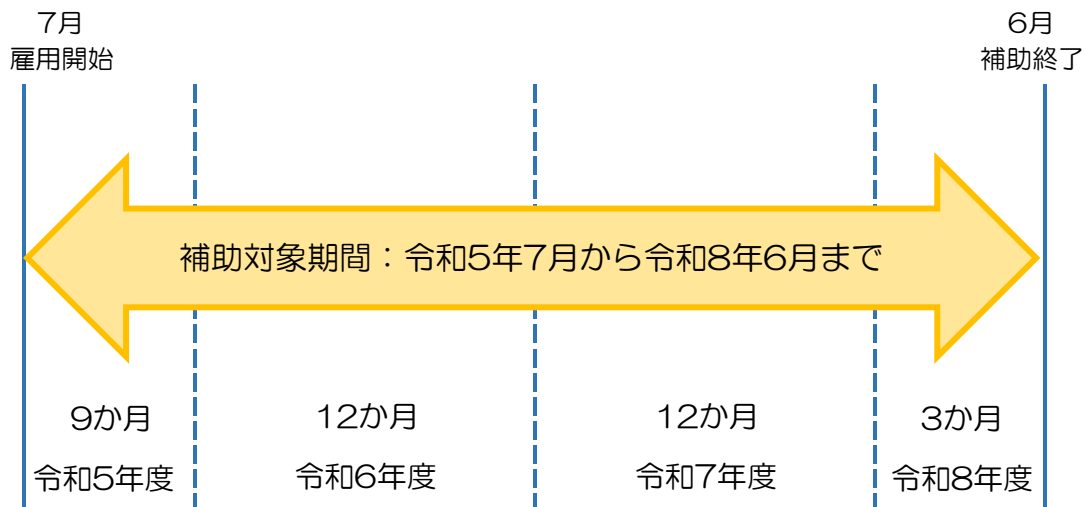 7月
雇用開始
6月
補助終了
補助対象期間：令和5年7月から令和8年6月まで
9か月
12か月
12か月
3か月
令和5年度
令和6年度
令和7年度
令和8年度